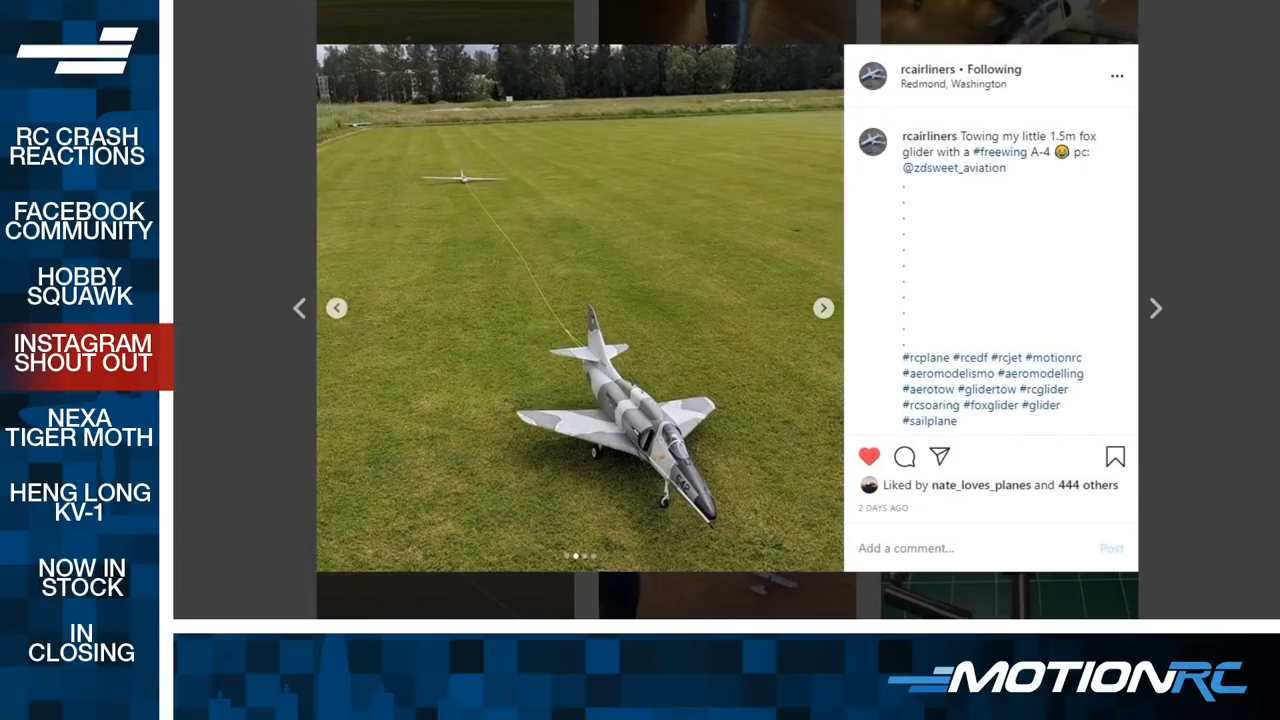 RC CRASH
REACTIONS
FACEBOOK
COMMUNITY
HOBBY
SQUAWK
INSTAGRAM
SHOUT OUT
NEXA
TIGER MOTH
HENG LONG
KV-1
NOW IN
STOCK
IN
CLOSING
rcairliners • Following
Redmond, Washington
rcairliners Towing my little 1.5m fox
glider with a #freewing A-4 😂 pc:
@zdsweet_aviation
.
.
.
.
.
.
.
.
.
.
.
#rcplane #rcedf #rcjet #motionrc
#aeromodelismo #aeromodelling
#aerotow #glidertow #rcglider
#rcsoaring #foxglider #glider
#sailplane
Liked by nate_loves_planes and 444 others
2 DAYS AGO
Add a comment...
Post
MOTIONRC